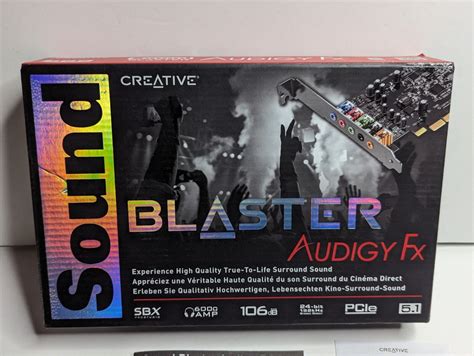 CREATIVE®
Sound
BLASTER
AUDIGY FX
Experience High Quality True-To-Life Surround Sound
Appréciez une Véritable Haute Qualité du son Surround du Cinéma Direct
Erleben Sie Qualitativ Hochwertigen, Lebensechten Kino-Surround-Sound
SBX
600Ω AMP
106dB
24-bit
192kHz
PCIe
5.1
CREATIVE